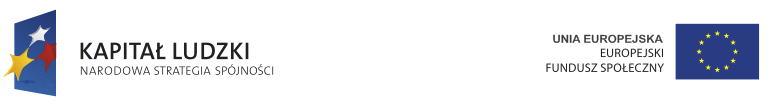 KAPITAŁ LUDZKI
NARODOWA STRATEGIA SPÓJNOŚCI
UNIA EUROPEJSKA
EUROPEJSKI
FUNDUSZ SPOŁECZNY